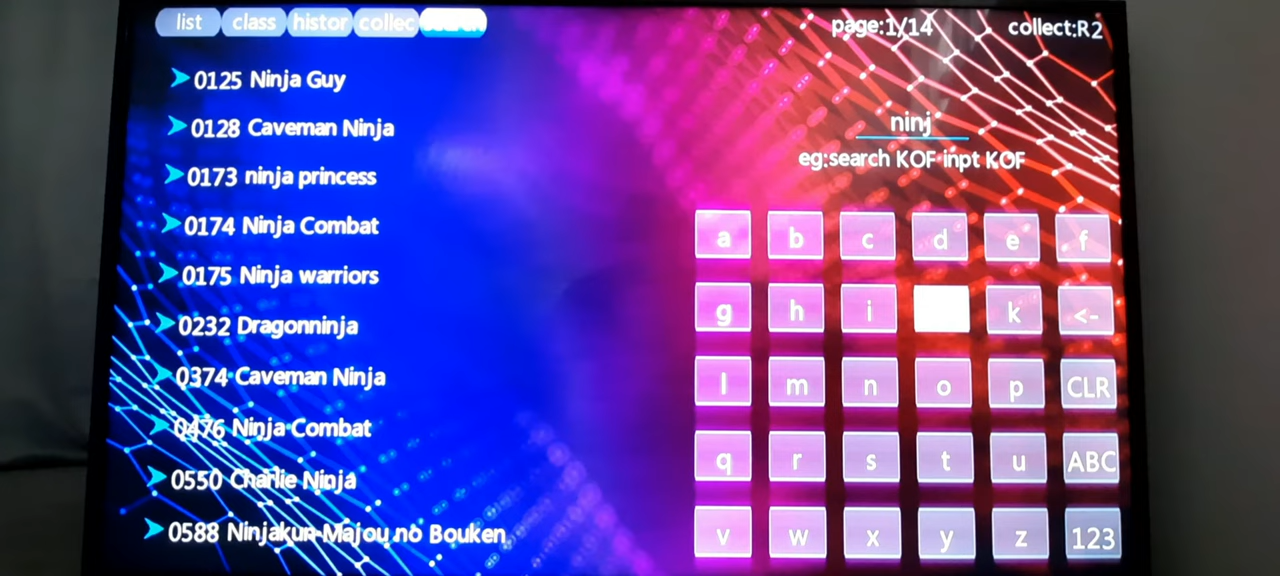 list class histor collec search
page:1/14 collect:R2
0125 Ninja Guy
0128 Caveman Ninja
0173 ninja princess
0174 Ninja Combat
0175 Ninja warriors
0232 Dragonninja
0374 Caveman Ninja
0476 Ninja Combat
0550 Charlie Ninja
0588 Ninjakun-Majou no Bouken
ninj
eg:search KOF inpt KOF
a b c d e f
g h i k <-
l m n o p CLR
q r s t u ABC
v w x y z 123